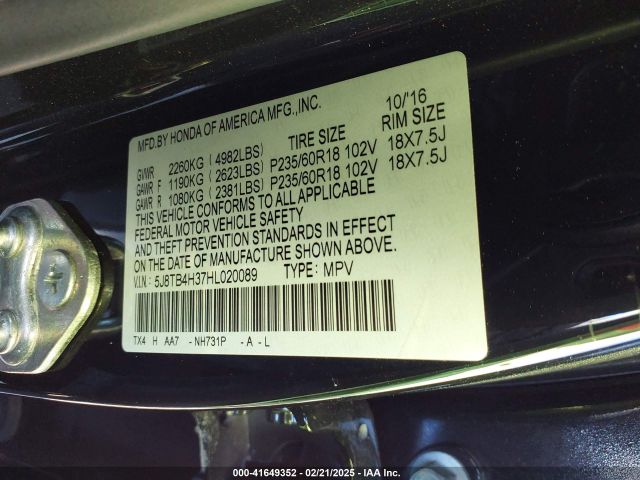 MFD.BY HONDA OF AMERICA MFG.,INC. 10/'16
TIRE SIZE RIM SIZE
GVWR 2260KG (4982LBS)
GAWR F 1190KG (2623LBS) P235/60R18 102V 18X7.5J
GAWR R 1080KG (2381LBS) P235/60R18 102V 18X7.5J
THIS VEHICLE CONFORMS TO ALL APPLICABLE
FEDERAL MOTOR VEHICLE SAFETY
AND THEFT PREVENTION STANDARDS IN EFFECT
ON THE DATE OF MANUFACTURE SHOWN ABOVE.
V.I.N.: 5J8TB4H37HL020089 TYPE: MPV
TX4 H AA7 -NH731P -A -L
000-41649352 - 02/21/2025 - IAA Inc.